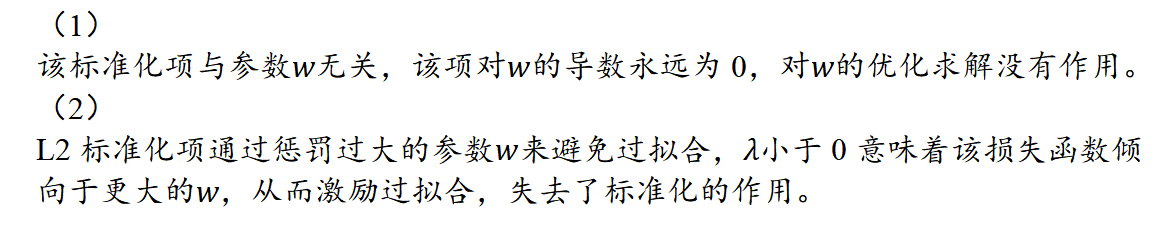 （1）
该标准化项与参数w无关，该项对w的导数永远为 0，对w的优化求解没有作用。
（2）
L2 标准化项通过惩罚过大的参数w来避免过拟合，λ小于 0 意味着该损失函数倾
向于更大的w，从而激励过拟合，失去了标准化的作用。